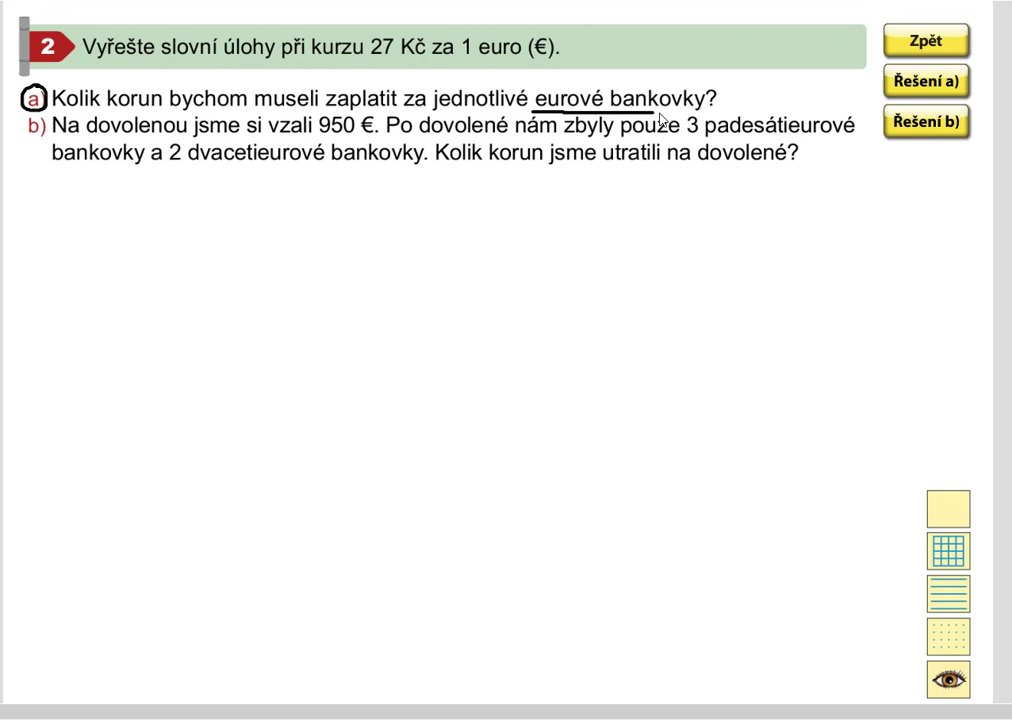 2 Vyřešte slovní úlohy při kurzu 27 Kč za 1 euro (€).
a) Kolik korun bychom museli zaplatit za jednotlivé eurové bankovky?
b) Na dovolenou jsme si vzali 950 €. Po dovolené nám zbyly pouze 3 padesátieurové
bankovky a 2 dvacetieurové bankovky. Kolik korun jsme utratili na dovolené?
Zpět
Řešení a)
Řešení b)